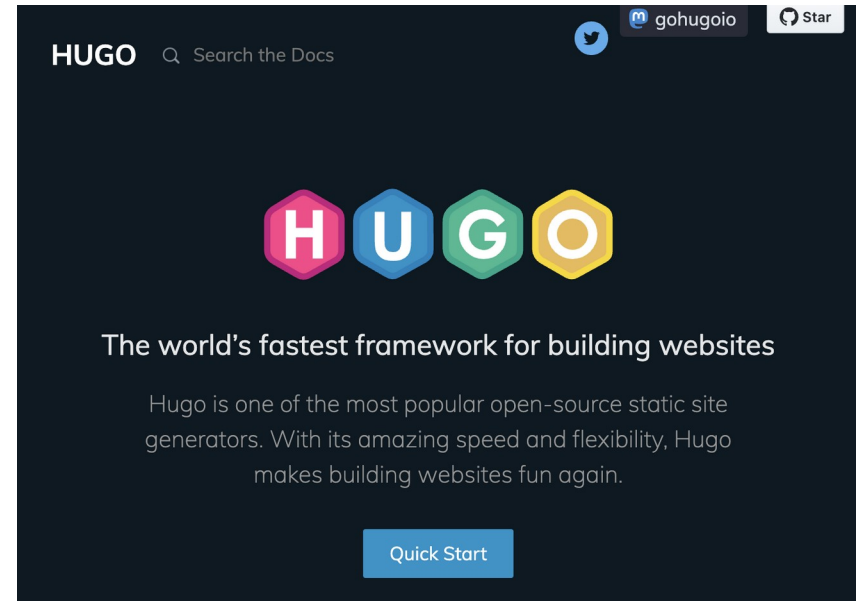 HUGO
Search the Docs
gohugoio
Star
HUGO
The world’s fastest framework for building websites
Hugo is one of the most popular open-source static site
generators. With its amazing speed and flexibility, Hugo
makes building websites fun again.
Quick Start